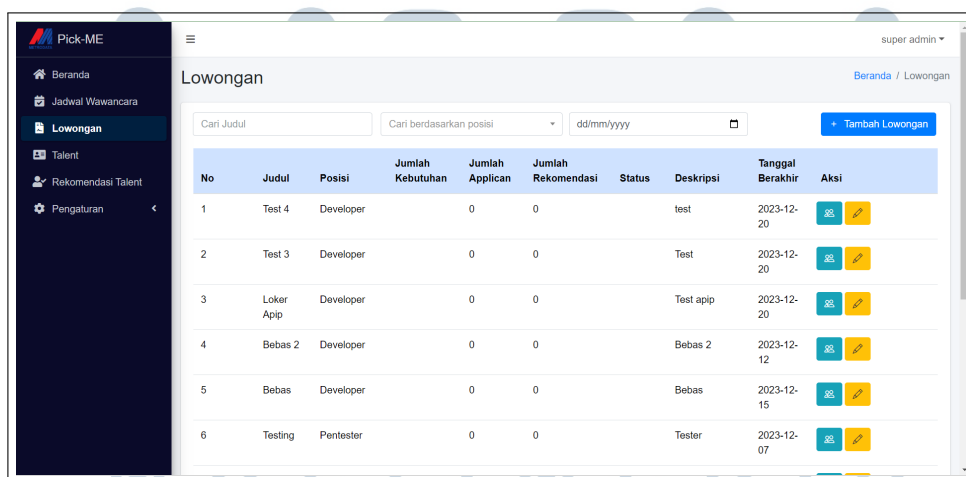 Pick-ME
super admin
Beranda
Jadwal Wawancara
Lowongan
Talent
Rekomendasi Talent
Pengaturan
Lowongan
Beranda / Lowongan
Cari Judul
Cari berdasarkan posisi
dd/mm/yyyy
+ Tambah Lowongan
No Judul Posisi Jumlah Kebutuhan Jumlah Applican Jumlah Rekomendasi Status Deskripsi Tanggal Berakhir Aksi
1 Test 4 Developer 0 0 test 2023-12-20
2 Test 3 Developer 0 0 Test 2023-12-20
3 Loker Apip Developer 0 0 Test apip 2023-12-20
4 Bebas 2 Developer 0 0 Bebas 2 2023-12-12
5 Bebas Developer 0 0 Bebas 2023-12-15
6 Testing Pentester 0 0 Tester 2023-12-07